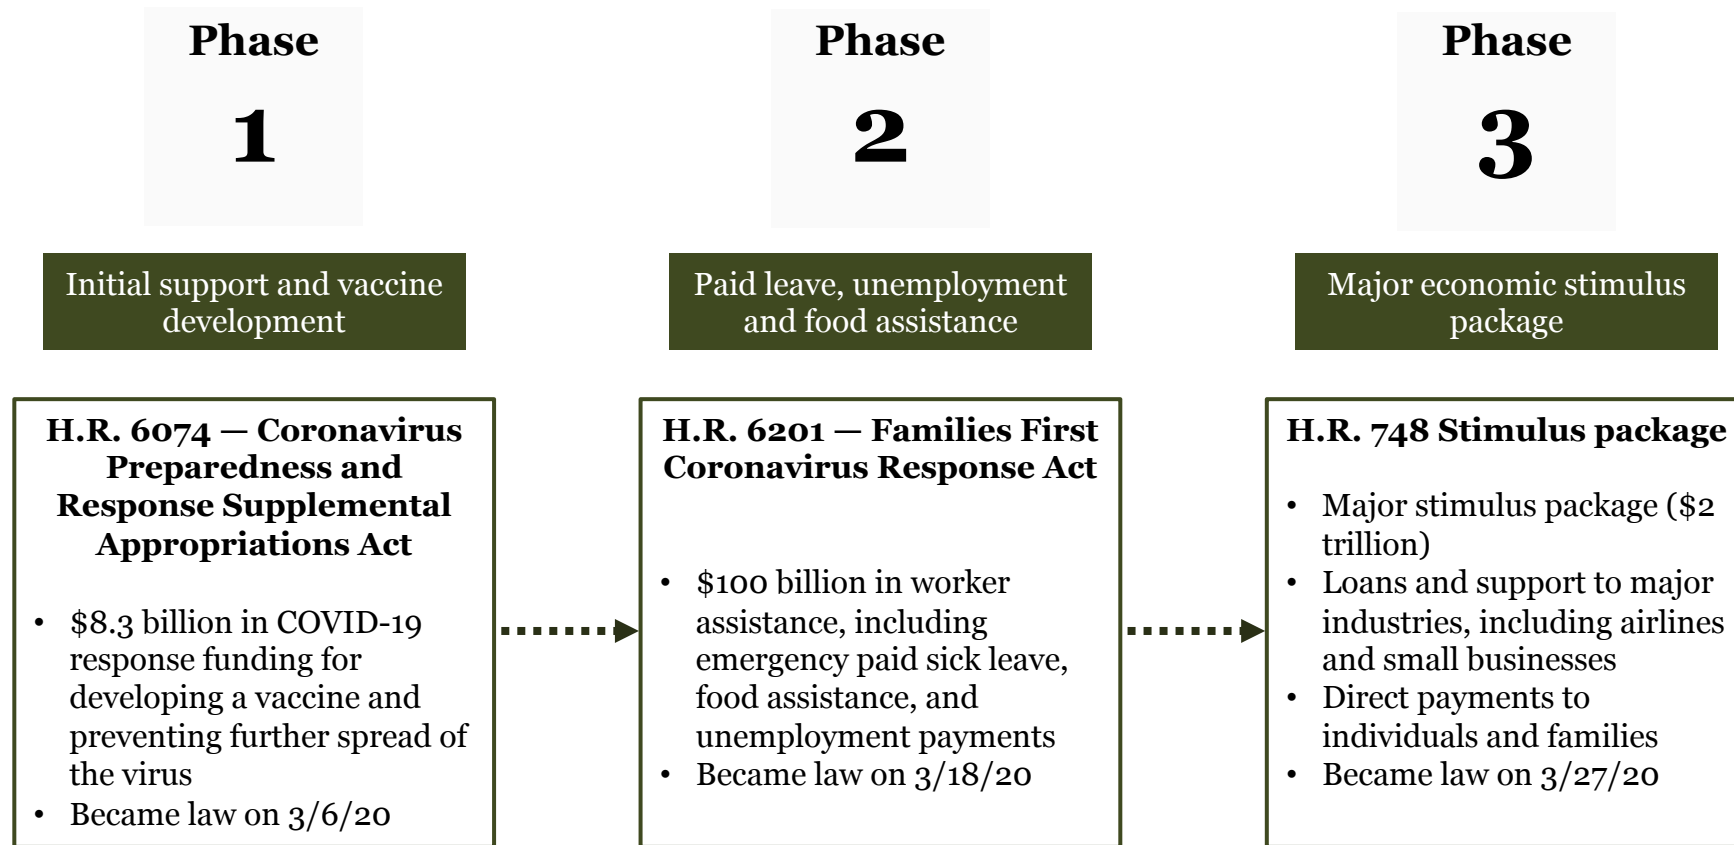 Phase
1
Initial support and vaccine
development
H.R. 6074 — Coronavirus
Preparedness and
Response Supplemental
Appropriations Act
• $8.3 billion in COVID-19
response funding for
developing a vaccine and
preventing further spread of
the virus
• Became law on 3/6/20
Phase
2
Paid leave, unemployment
and food assistance
H.R. 6201 — Families First
Coronavirus Response Act
• $100 billion in worker
assistance, including
emergency paid sick leave,
food assistance, and
unemployment payments
• Became law on 3/18/20
Phase
3
Major economic stimulus
package
H.R. 748 Stimulus package
• Major stimulus package ($2
trillion)
• Loans and support to major
industries, including airlines
and small businesses
• Direct payments to
individuals and families
• Became law on 3/27/20